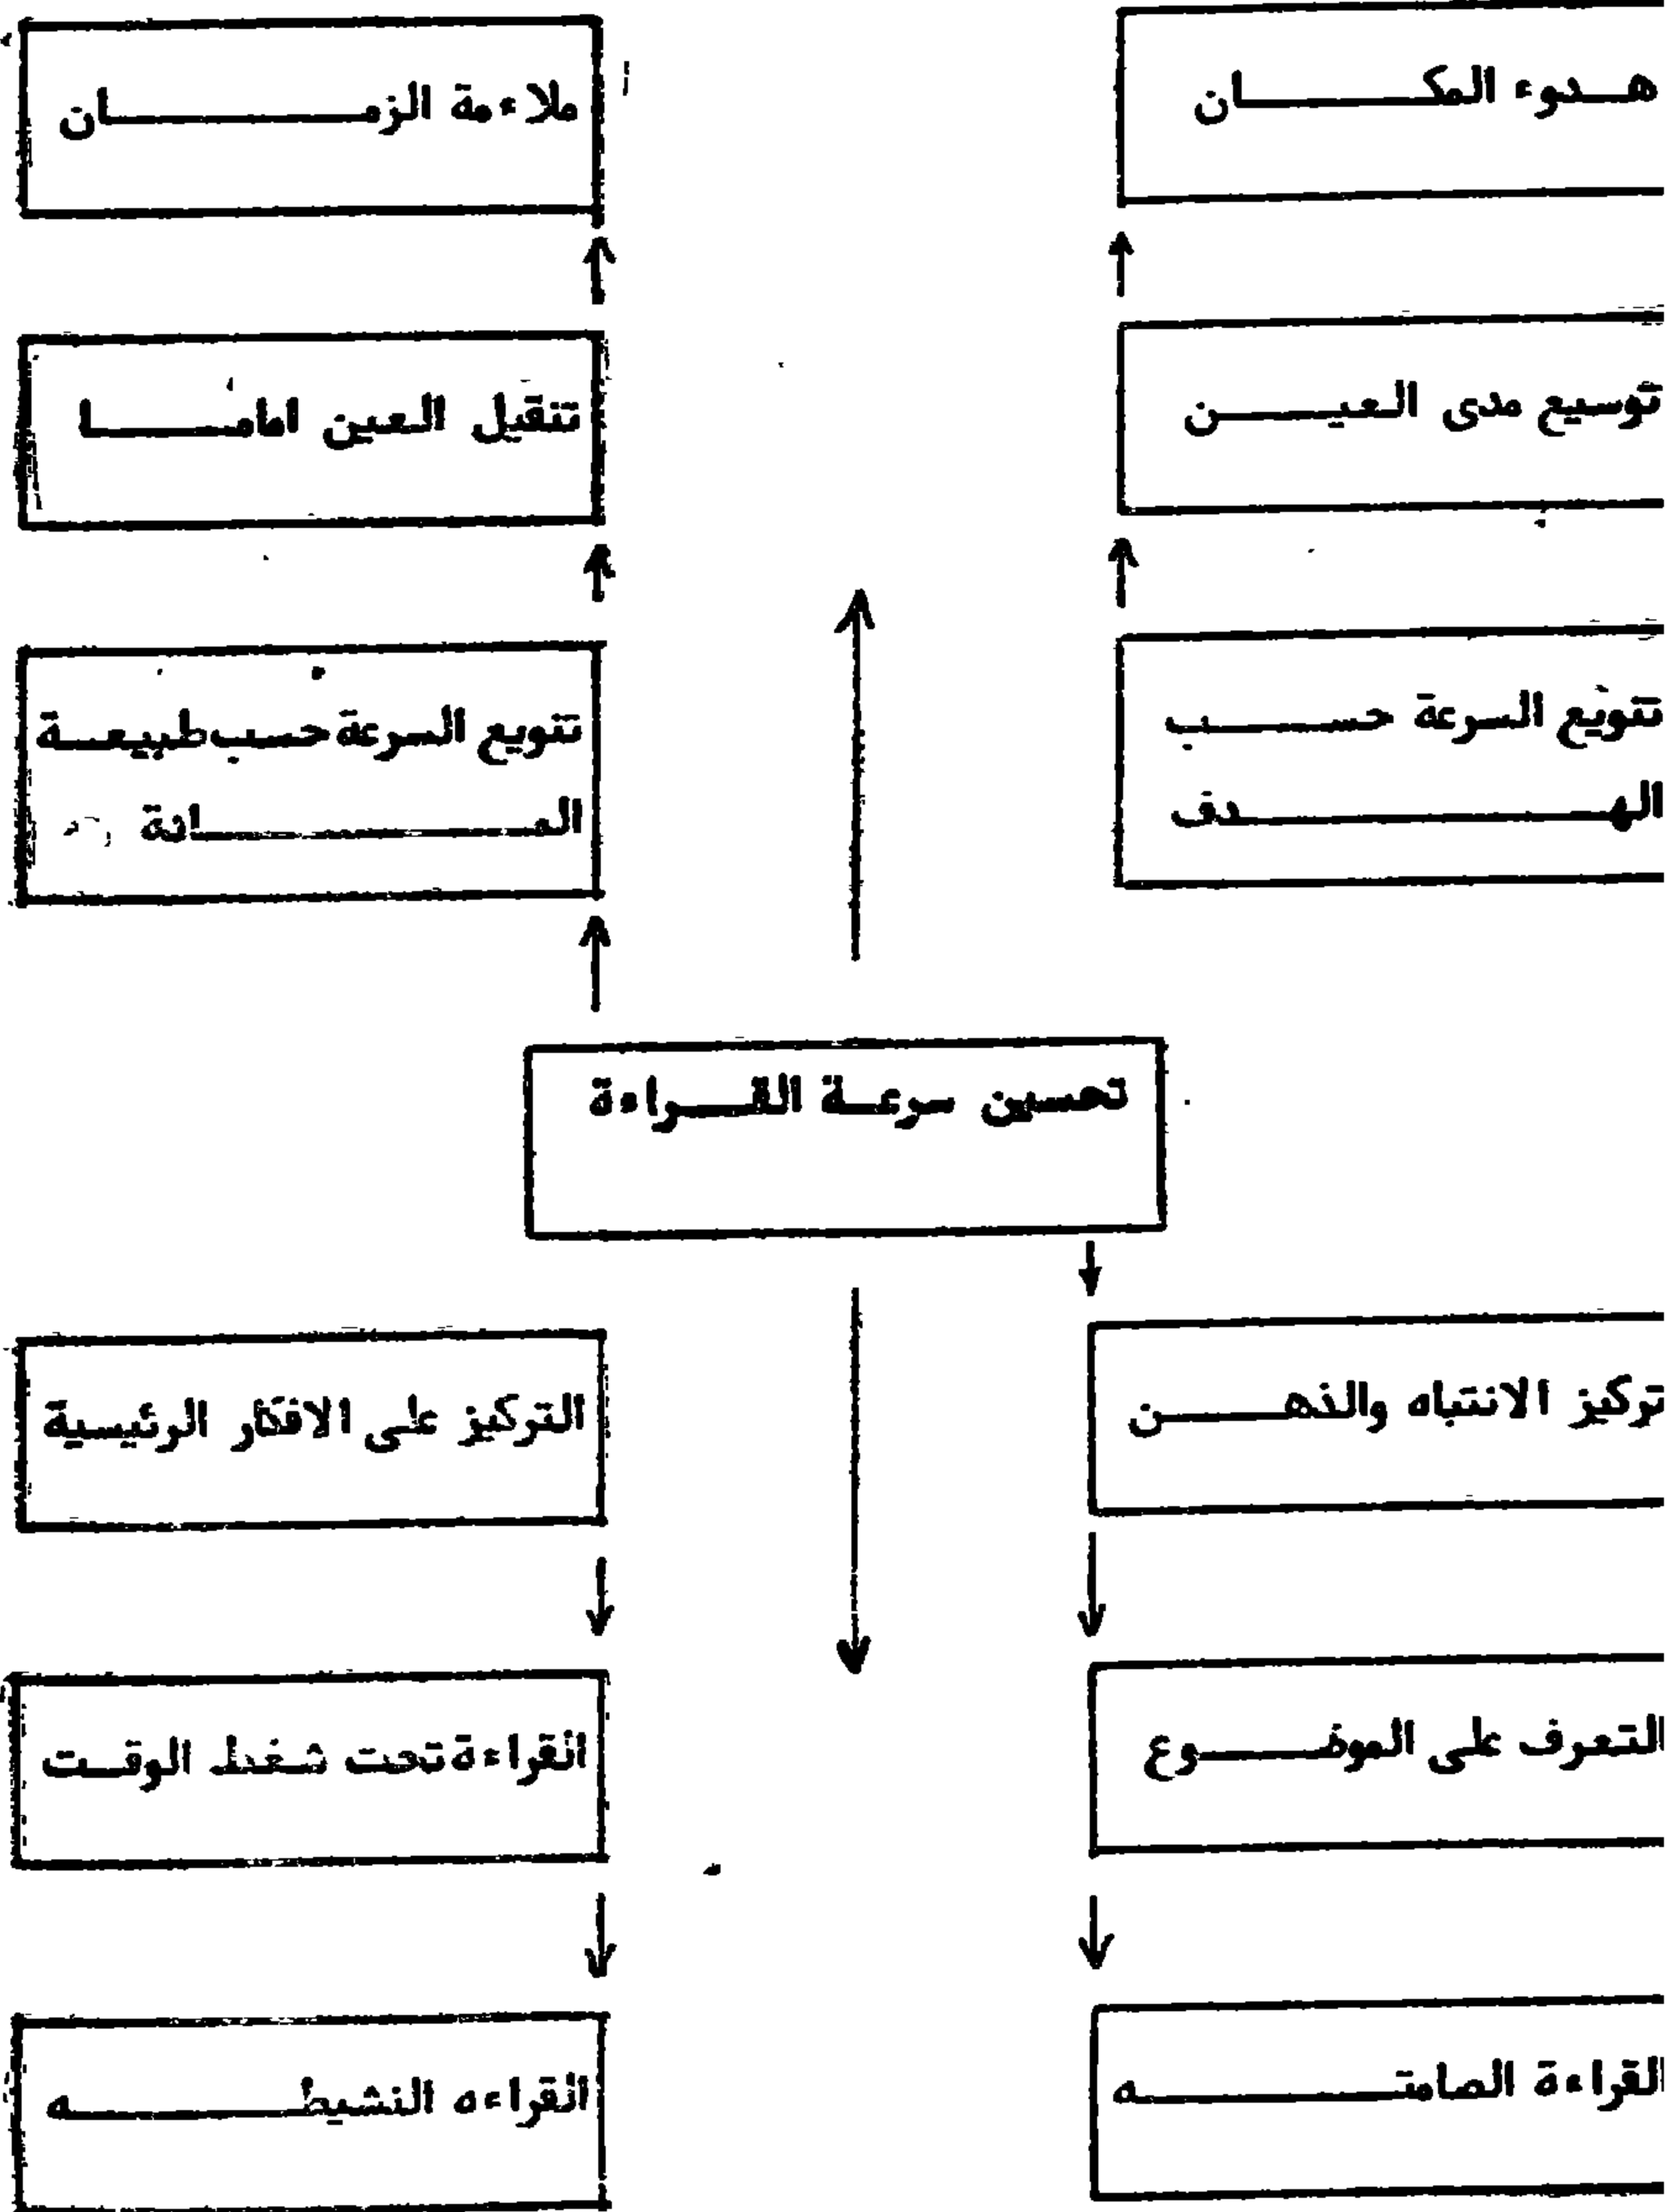 هدوء المكان
ملاءمة الزمان
توسيع مدى العين
تنقيل العين اماما
تنويع السرعة حسب
الهدف
تنويع السرعة حسب طبيعة
المادة
تحسين سرعة القراءة
تركيز الانتباه والذهن
التركيز على الافكار الرئيسية
التعرف على الموضوع
القراءة تحت ضغط الوقت
القراءة الصامته
القراءه النشيطه